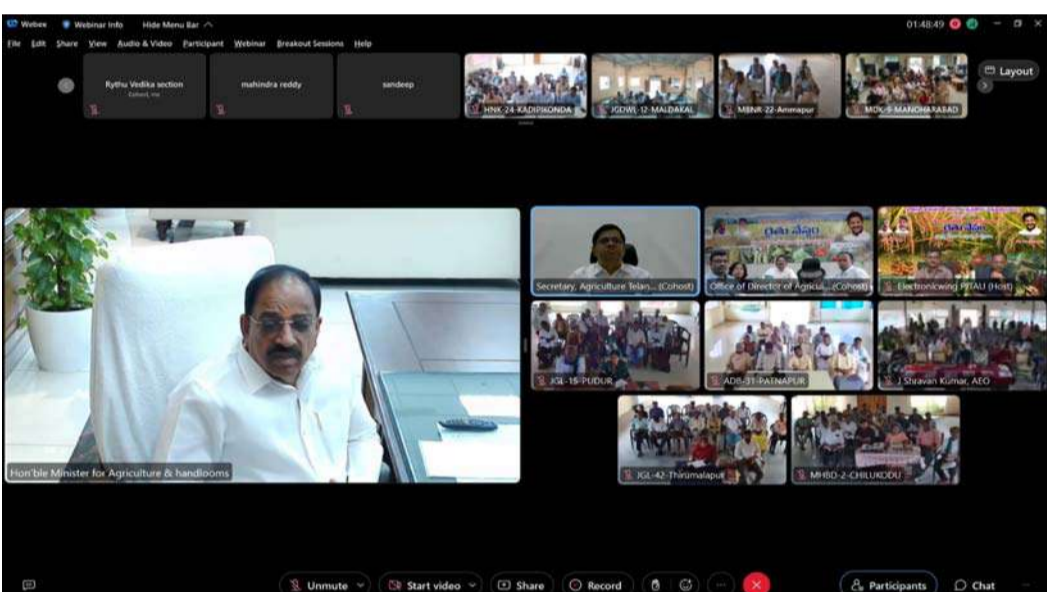 Webex
Webinar Info
Hide Menu Bar
01:48:49
File Edit Share View Audio & Video Participant Webinar Breakout Sessions Help
Rythu Vedika section
Cohost, me
mahindra reddy
sandeep
HNK-24-KADIPIKONDA
JGDWL-12-MALDAKAL
MBNR-22-Ammapur
MDK-9-MANOHARABAD
Layout
Hon'ble Minister for Agriculture & handlooms
Secretary, Agriculture Telan... (Cohost)
రైతు నేస్తం
Office of Director of Agricul... (Cohost)
రైతు నేస్తం
Electronicwing PJTAU (Host)
JGL-15-PUDUR
ADB-31-PATNAPUR
J.Shravan Kumar, AEO
JGL-42-Thirumalapur
MHBD-2-CHILUKODU
Unmute
Start video
Share
Record
Participants
Chat